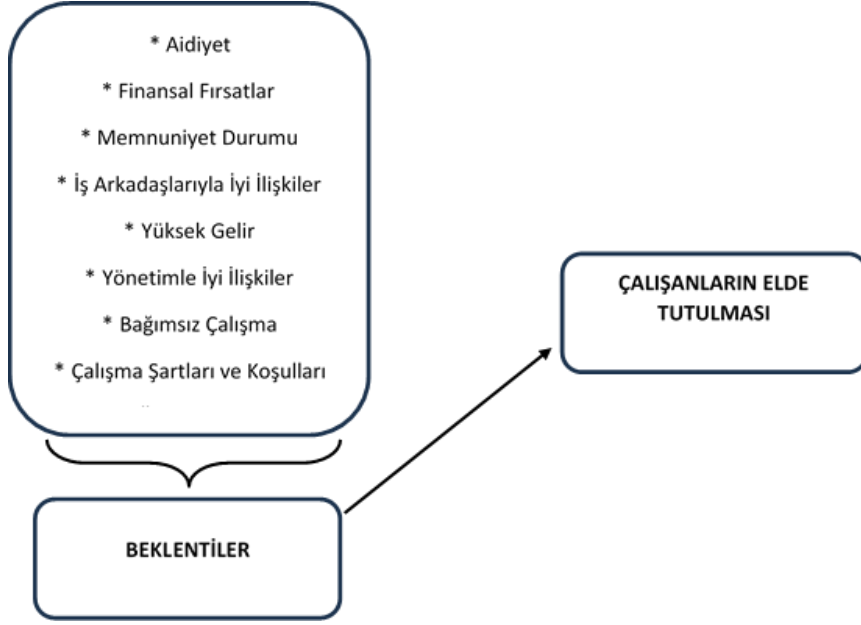 * Aidiyet
* Finansal Fırsatlar
* Memnuniyet Durumu
* İş Arkadaşlarıyla İyi İlişkiler
* Yüksek Gelir
* Yönetimle İyi İlişkiler
* Bağımsız Çalışma
* Çalışma Şartları ve Koşulları
ÇALIŞANLARIN ELDE
TUTULMASI
BEKLENTİLER